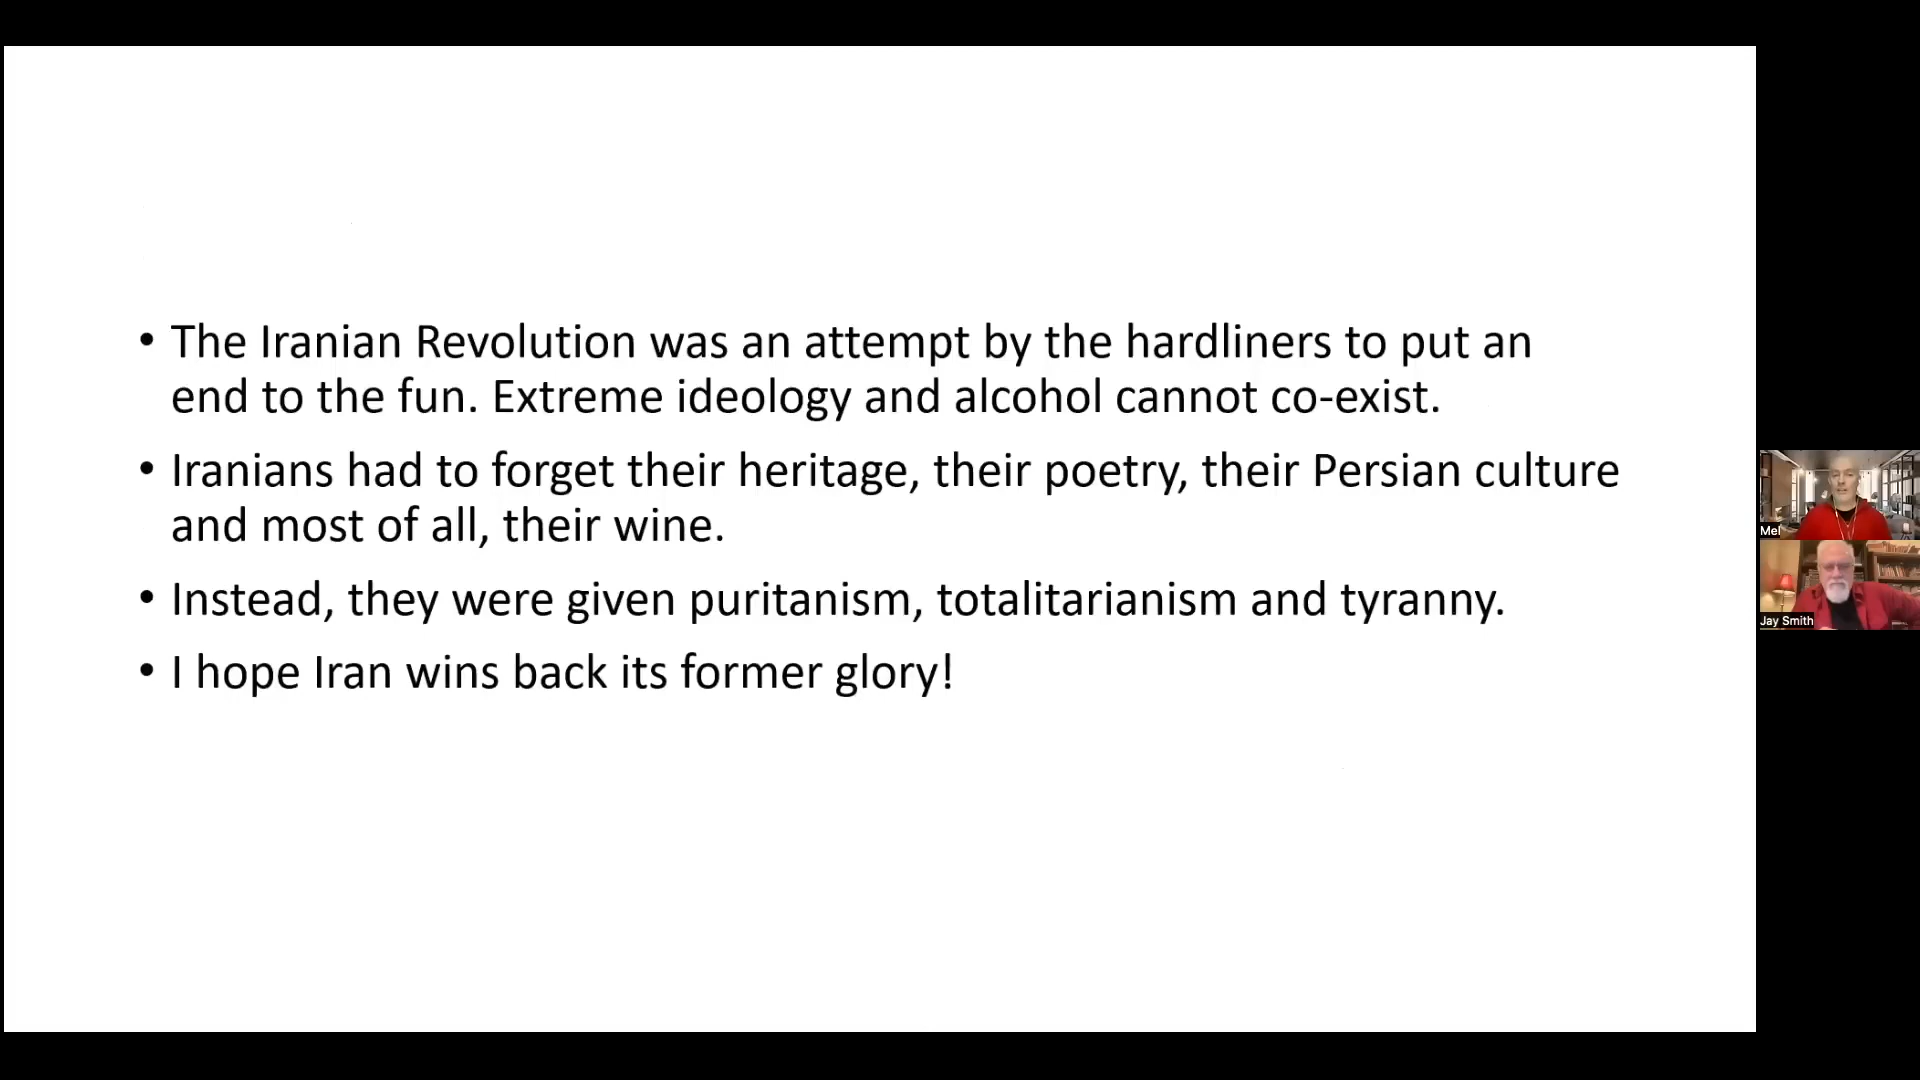 • The Iranian Revolution was an attempt by the hardliners to put an
end to the fun. Extreme ideology and alcohol cannot co-exist.
• Iranians had to forget their heritage, their poetry, their Persian culture
and most of all, their wine.
• Instead, they were given puritanism, totalitarianism and tyranny.
• I hope Iran wins back its former glory!
Mel
Jay Smith